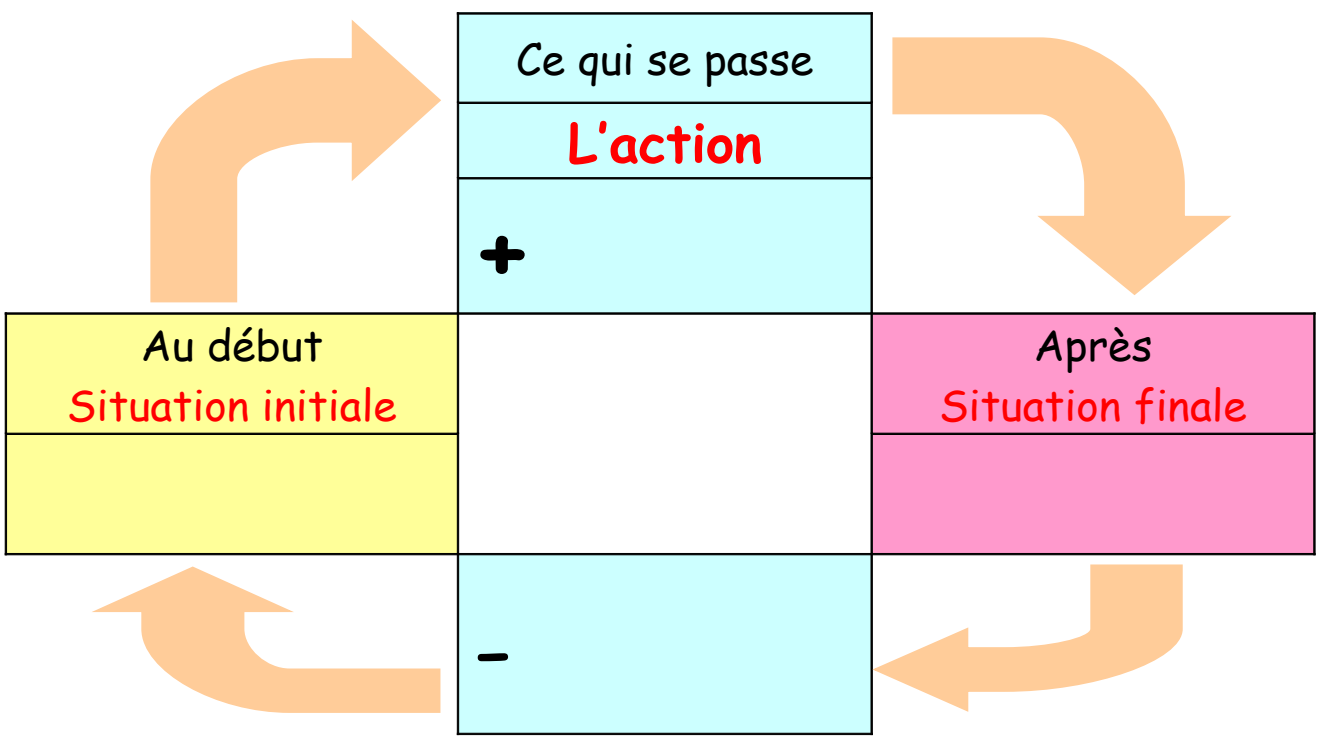 Ce qui se passe
L'action
+
Au début
Situation initiale
Après
Situation finale
-